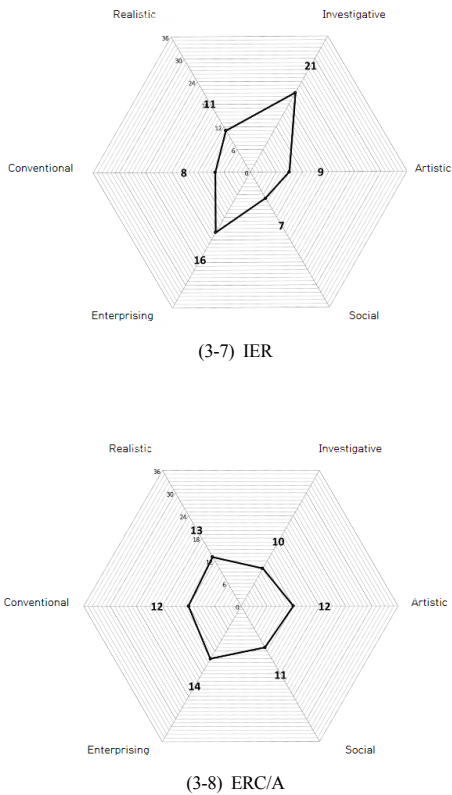 Realistic Investigative
36
30
21
24
11
12
6
Conventional 8 0 9 Artistic
7
16
Enterprising Social
(3-7) IER
Realistic Investigative
36
30
24
13
18
10
12
6
Conventional 12 0 12 Artistic
11
14
Enterprising Social
(3-8) ERC/A